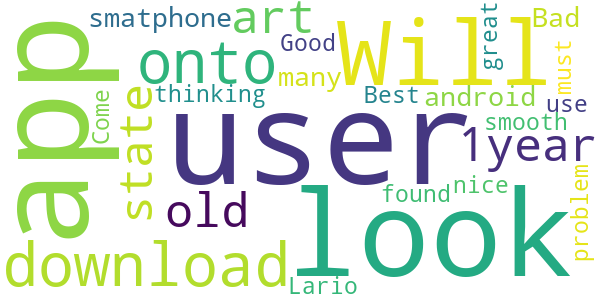 smatphone
art
Will
Bad
great
Good
onto
many
must
app
Come
state
thinking
Best
android
use
user
smooth
1year
old
found
nice
look
problem
download
Lario